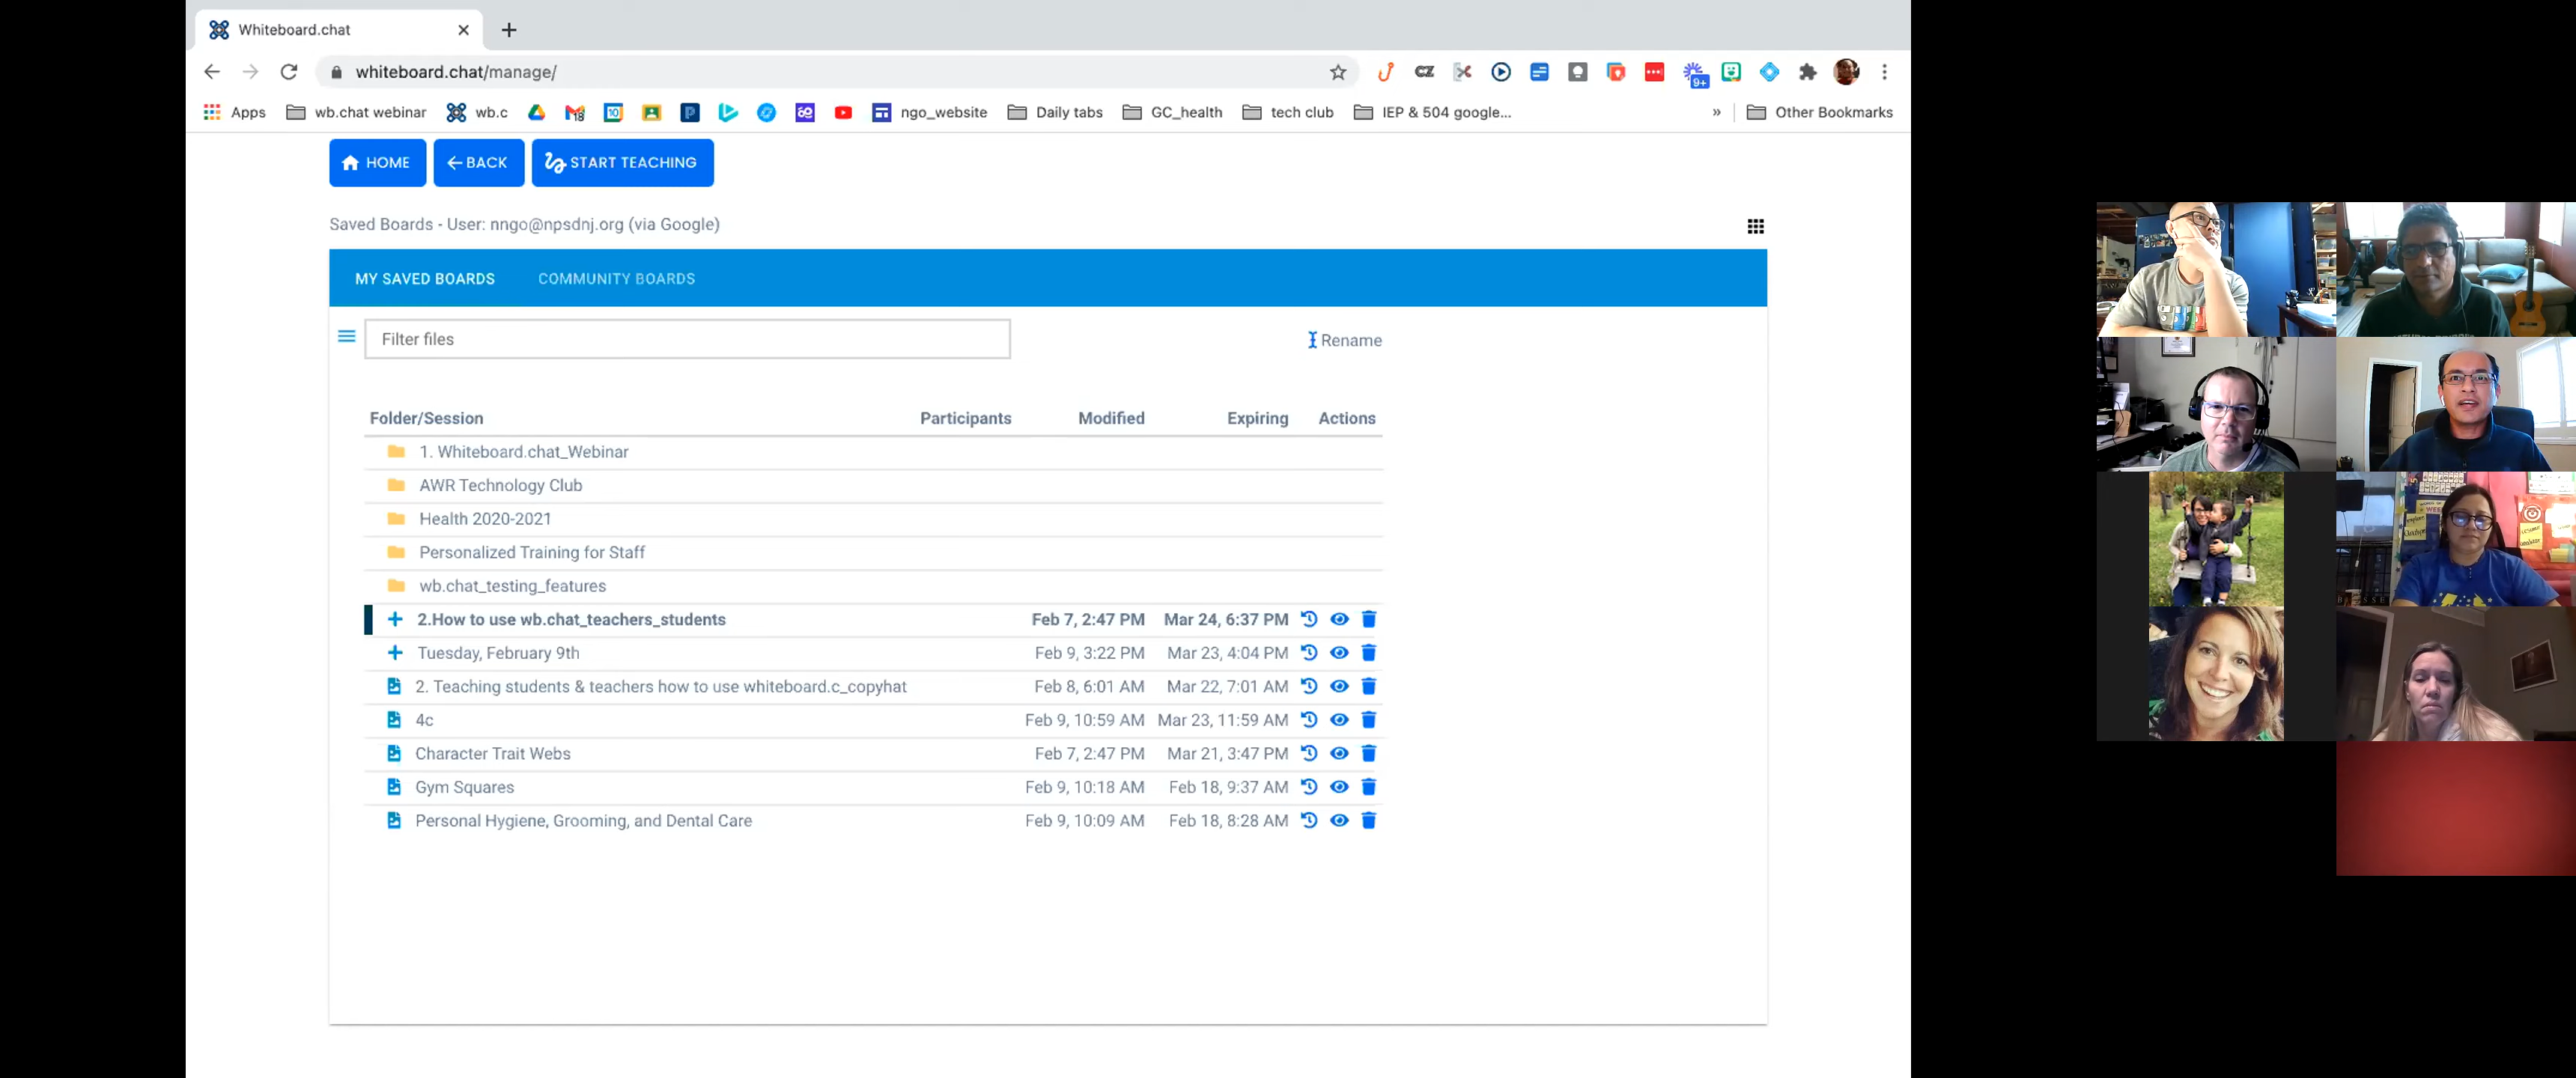 Whiteboard.chat
whiteboard.chat/manage/
9+
Apps wb.chat webinar wb.c 18 10 ngo_website Daily tabs GC_health tech club IEP & 504 google... » Other Bookmarks
HOME BACK START TEACHING
Saved Boards - User: nngo@npsdnj.org (via Google)
MY SAVED BOARDS COMMUNITY BOARDS
Filter files Rename
Folder/Session Participants Modified Expiring Actions
1. Whiteboard.chat_Webinar
AWR Technology Club
Health 2020-2021
Personalized Training for Staff
wb.chat_testing_features
2.How to use wb.chat_teachers_students Feb 7, 2:47 PM Mar 24, 6:37 PM
Tuesday, February 9th Feb 9, 3:22 PM Mar 23, 4:04 PM
2. Teaching students & teachers how to use whiteboard.c_copyhat Feb 8, 6:01 AM Mar 22, 7:01 AM
4c Feb 9, 10:59 AM Mar 23, 11:59 AM
Character Trait Webs Feb 7, 2:47 PM Mar 21, 3:47 PM
Gym Squares Feb 9, 10:18 AM Feb 18, 9:37 AM
Personal Hygiene, Grooming, and Dental Care Feb 9, 10:09 AM Feb 18, 8:28 AM